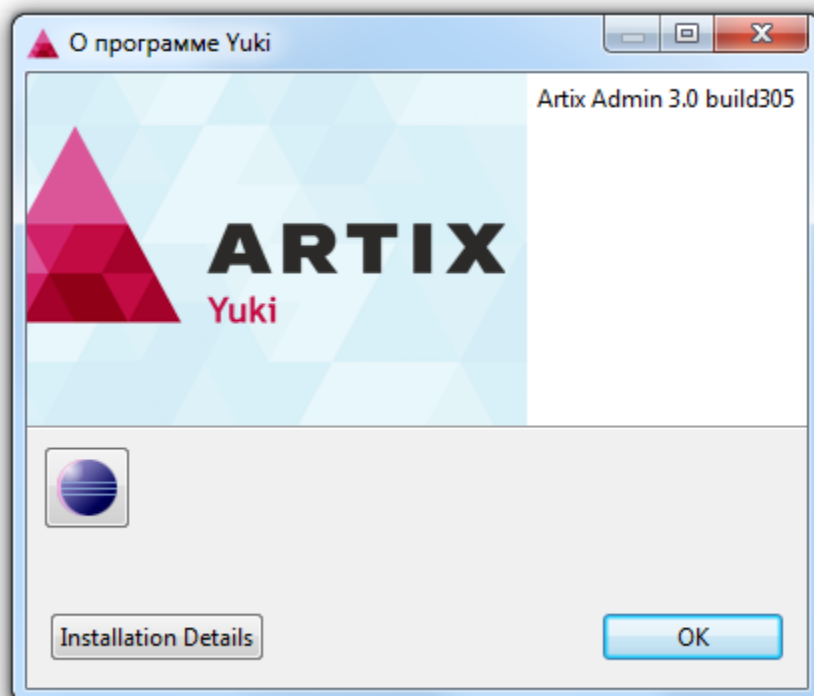 О программе Yuki
Artix Admin 3.0 build305
ARTIX
Yuki
Installation Details
OK